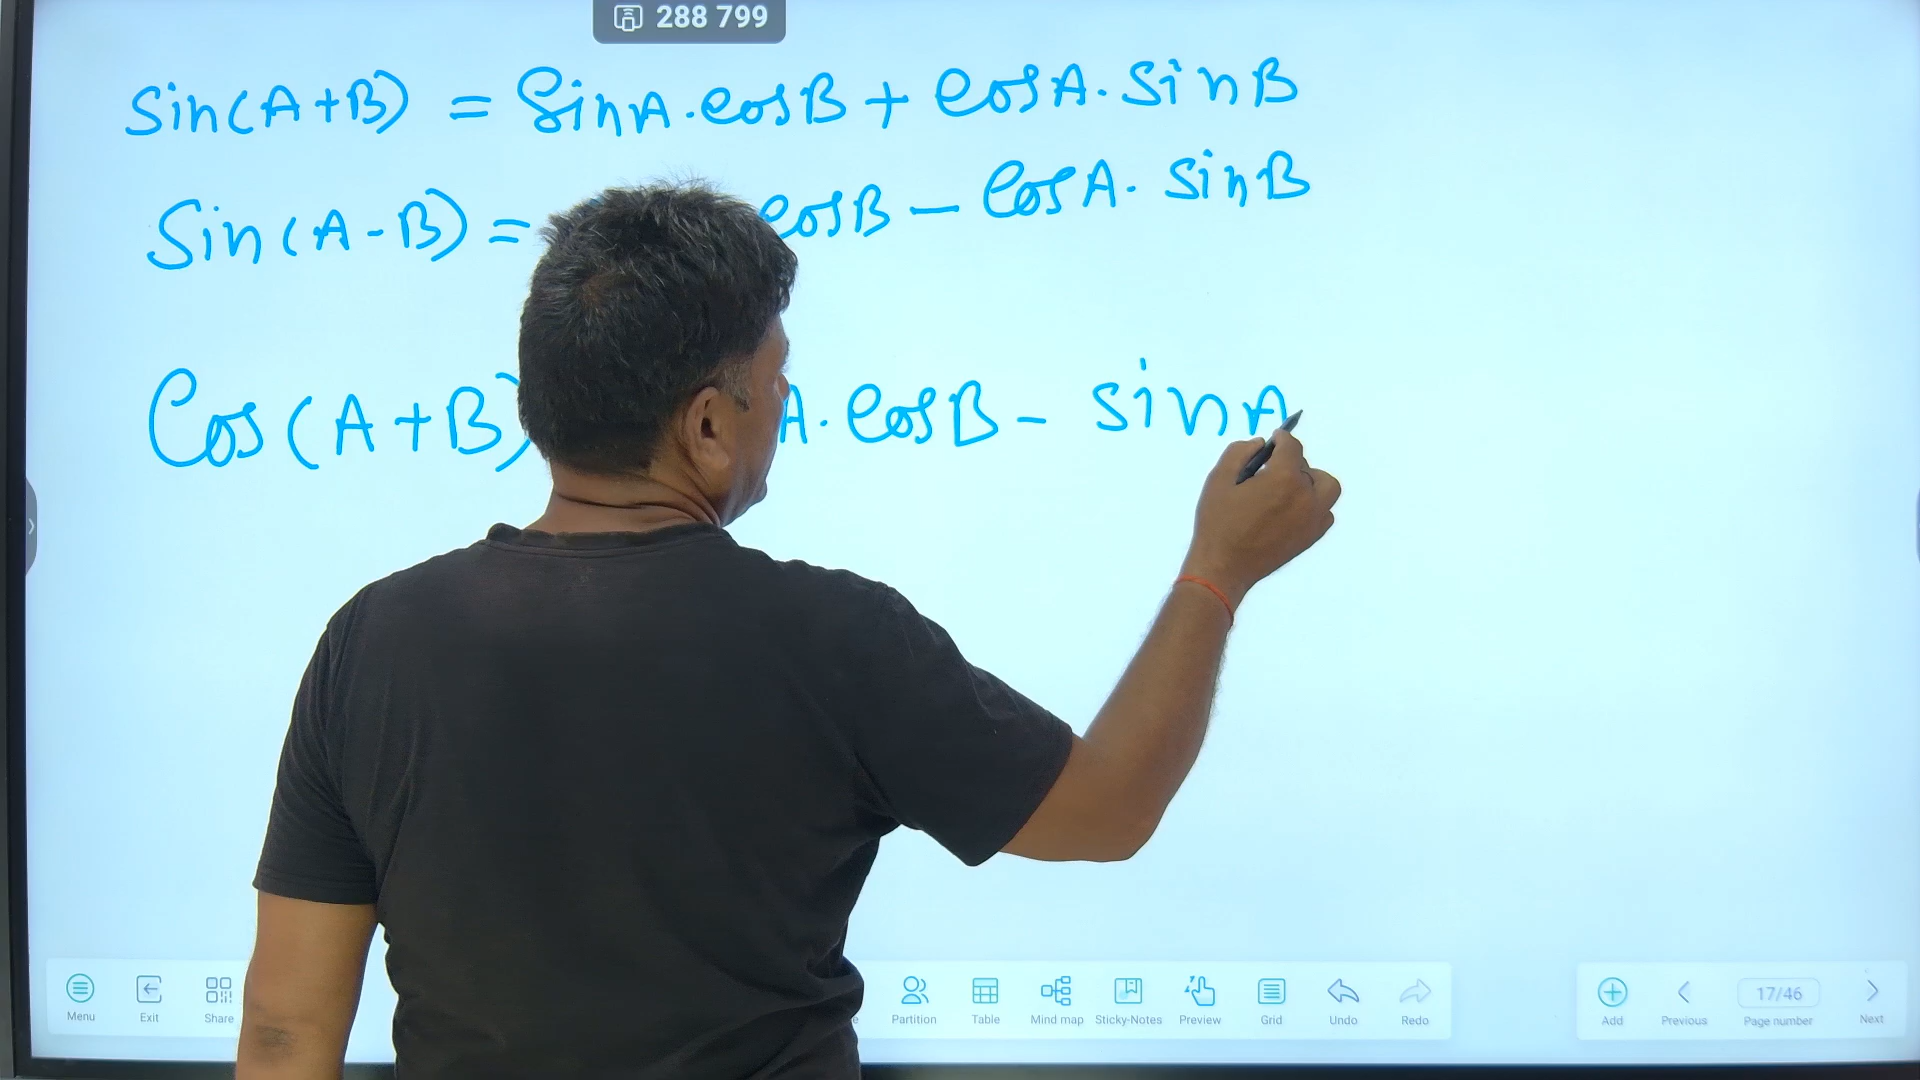 288 799
Sin(A+B) = SinA.cosB + cosA.SinB
Sin(A-B) = cosB - cosA. SinB
Cos(A+B) A. cosB - SinA
Menu Exit Share Partition Table Mind map Sticky-Notes Preview Grid Undo Redo Add Previous 17/46 Page number Next